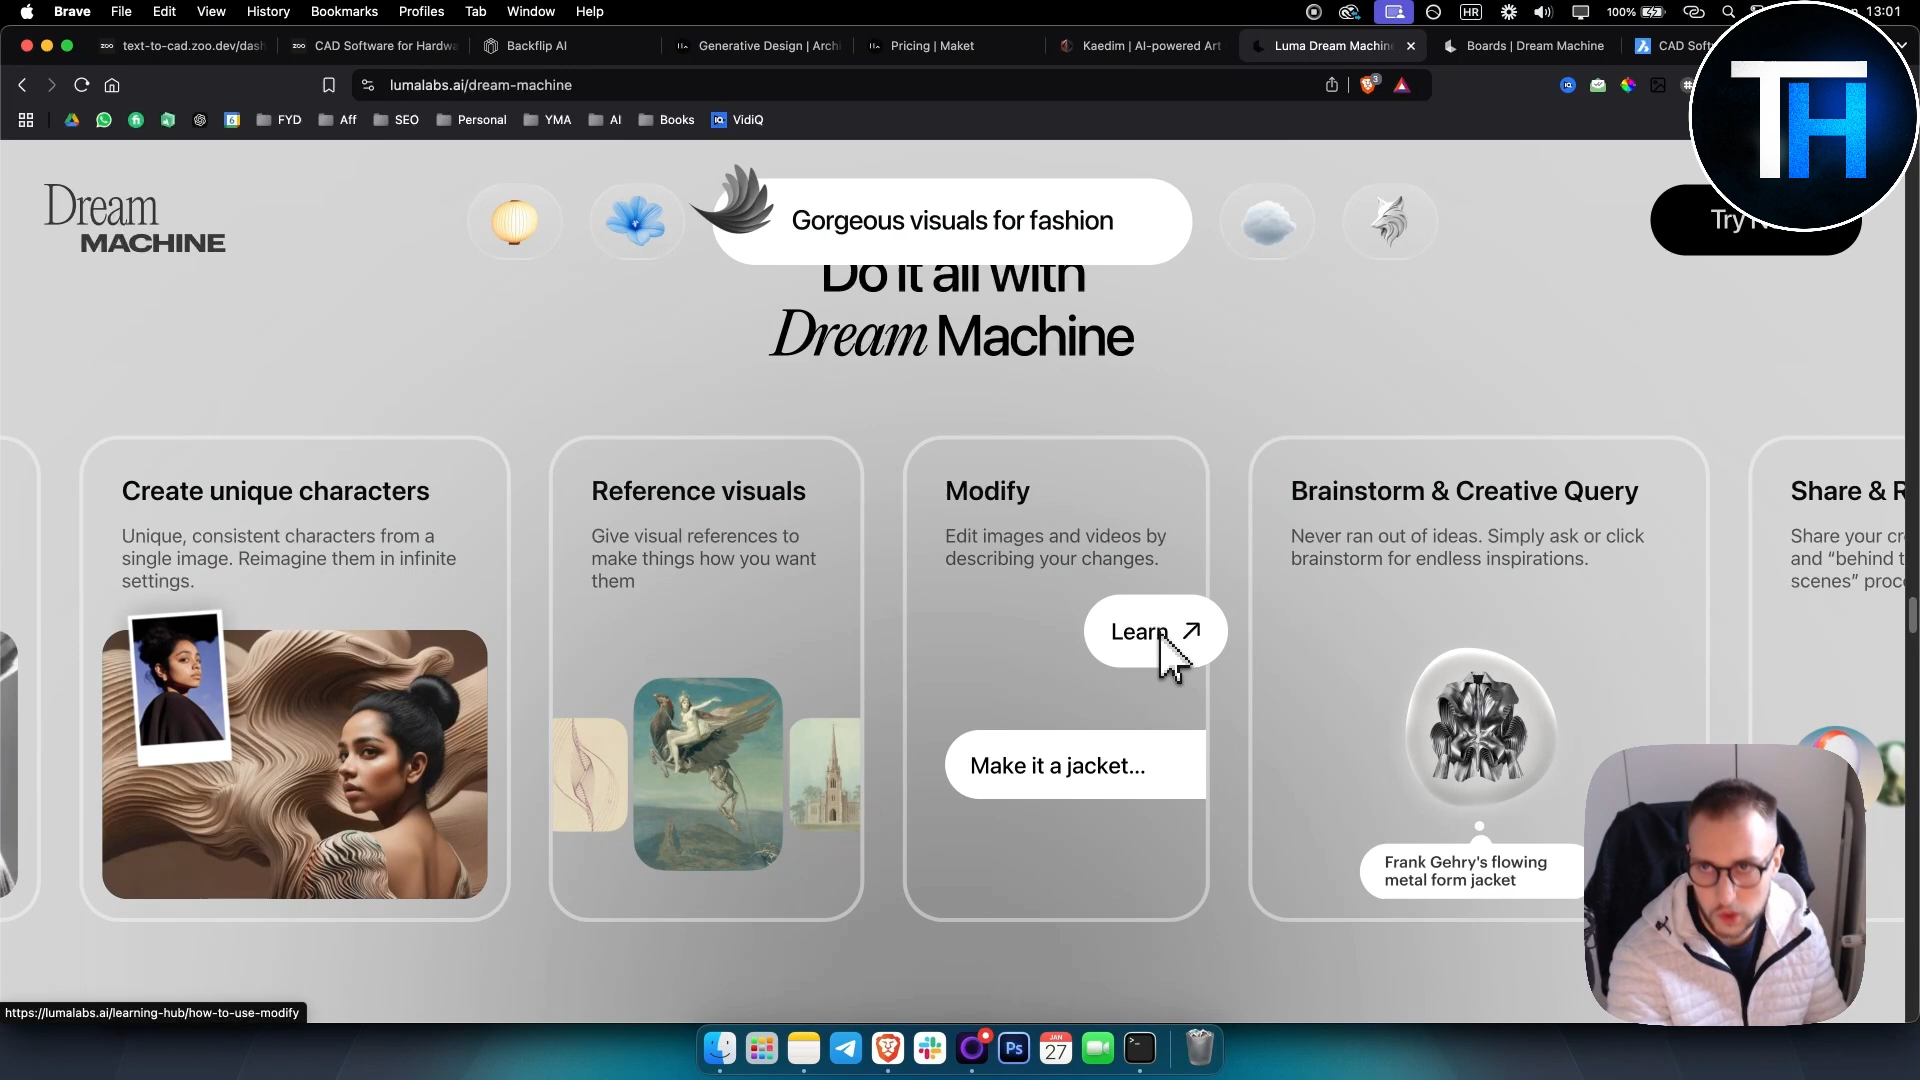 Brave File Edit View History Bookmarks Profiles Tab Window Help
HR 100% 13:01
text-to-cad.zoo.dev/dash
CAD Software for Hardwa
Backflip AI
Generative Design | Archi
Pricing | Maket
Kaedim | AI-powered Art
Luma Dream Machine
Boards | Dream Machine
lumalabs.ai/dream-machine
3
FYD Aff SEO Personal YMA AI Books VidiQ
TH
Dream
MACHINE
Gorgeous visuals for fashion
Try
Do it all with
Dream Machine
Create unique characters
Unique, consistent characters from a
single image. Reimagine them in infinite
settings.
Reference visuals
Give visual references to
make things how you want
them
Modify
Edit images and videos by
describing your changes.
Learn
Make it a jacket...
Brainstorm & Creative Query
Never ran out of ideas. Simply ask or click
brainstorm for endless inspirations.
Frank Gehry's flowing
metal form jacket
Share & R
Share your cr
and “behind t
scenes” proc
https://lumalabs.ai/learning-hub/how-to-use-modify
Ps
JAN
27